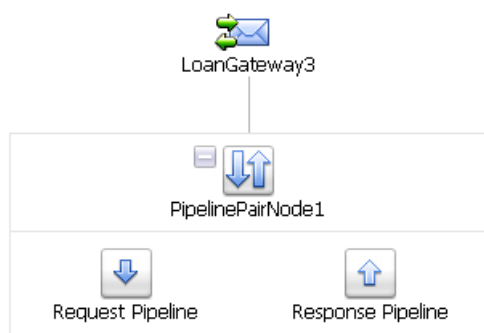 LoanGateway3
PipelinePairNode1
Request Pipeline
Response Pipeline